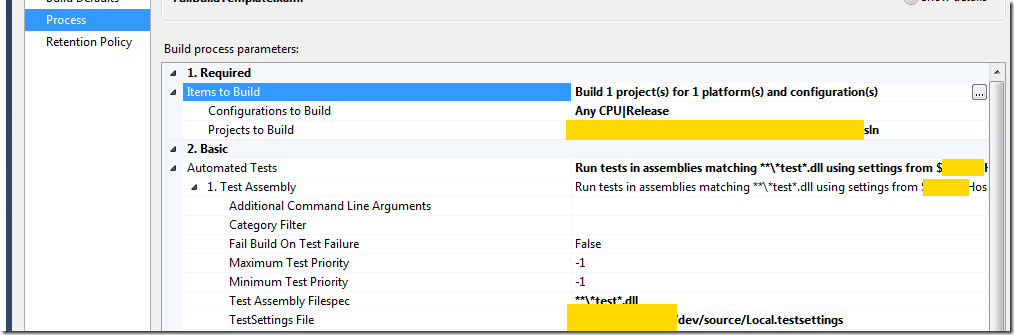 Process
Retention Policy
Build process parameters:
1. Required
Items to Build Build 1 project(s) for 1 platform(s) and configuration(s) ...
Configurations to Build Any CPU|Release
Projects to Build sln
2. Basic
Automated Tests Run tests in assemblies matching **\*test*.dll using settings from $
1. Test Assembly Run tests in assemblies matching **\*test*.dll using settings from Hos
Additional Command Line Arguments
Category Filter
Fail Build On Test Failure False
Maximum Test Priority -1
Minimum Test Priority -1
Test Assembly Filespec **\*test*.dll
TestSettings File /dev/source/Local.testsettings